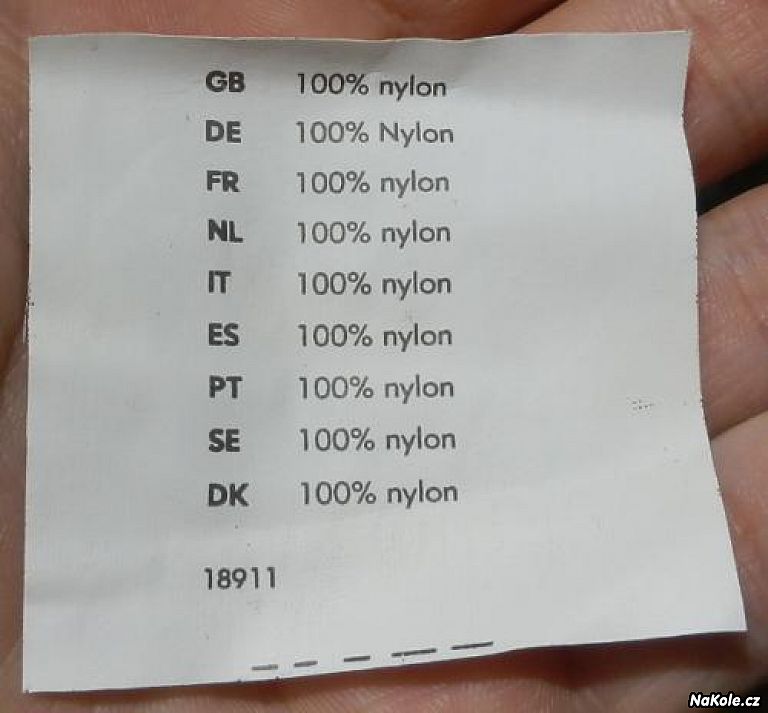 GB 100% nylon
DE 100% Nylon
FR 100% nylon
NL 100% nylon
IT 100% nylon
ES 100% nylon
PT 100% nylon
SE 100% nylon
DK 100% nylon
18911
NaKole.cz